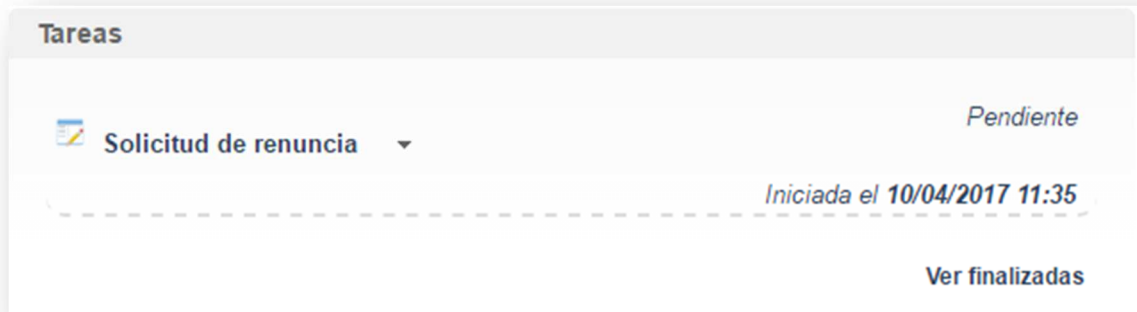 Tareas
Pendiente
Solicitud de renuncia
Iniciada el 10/04/2017 11:35
Ver finalizadas